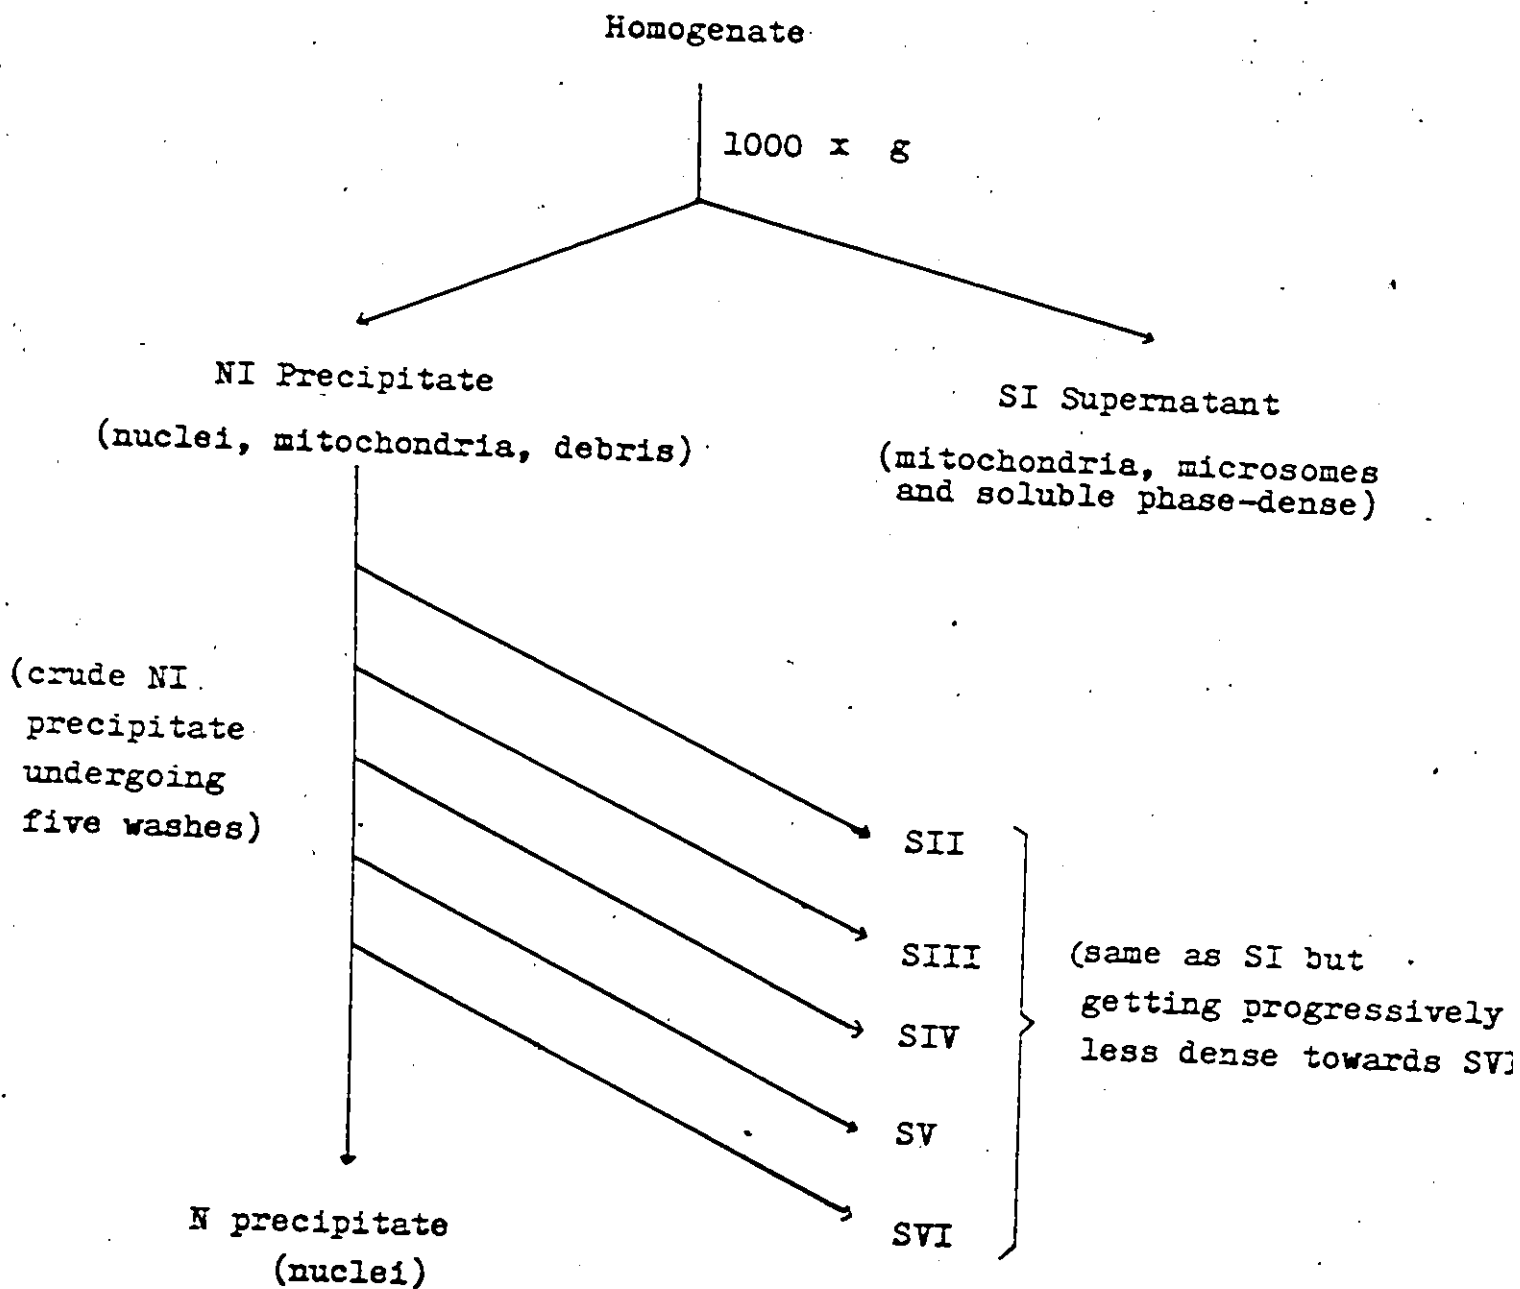 Homogenate
1000 x g
NI Precipitate
(nuclei, mitochondria, debris)
SI Supernatant
(mitochondria, microsomes
and soluble phase-dense)
(crude NI
precipitate
undergoing
five washes)
SII
SIII
SIV
SV
SVI
(same as SI but
getting progressively
less dense towards SVI
N precipitate
(nuclei)